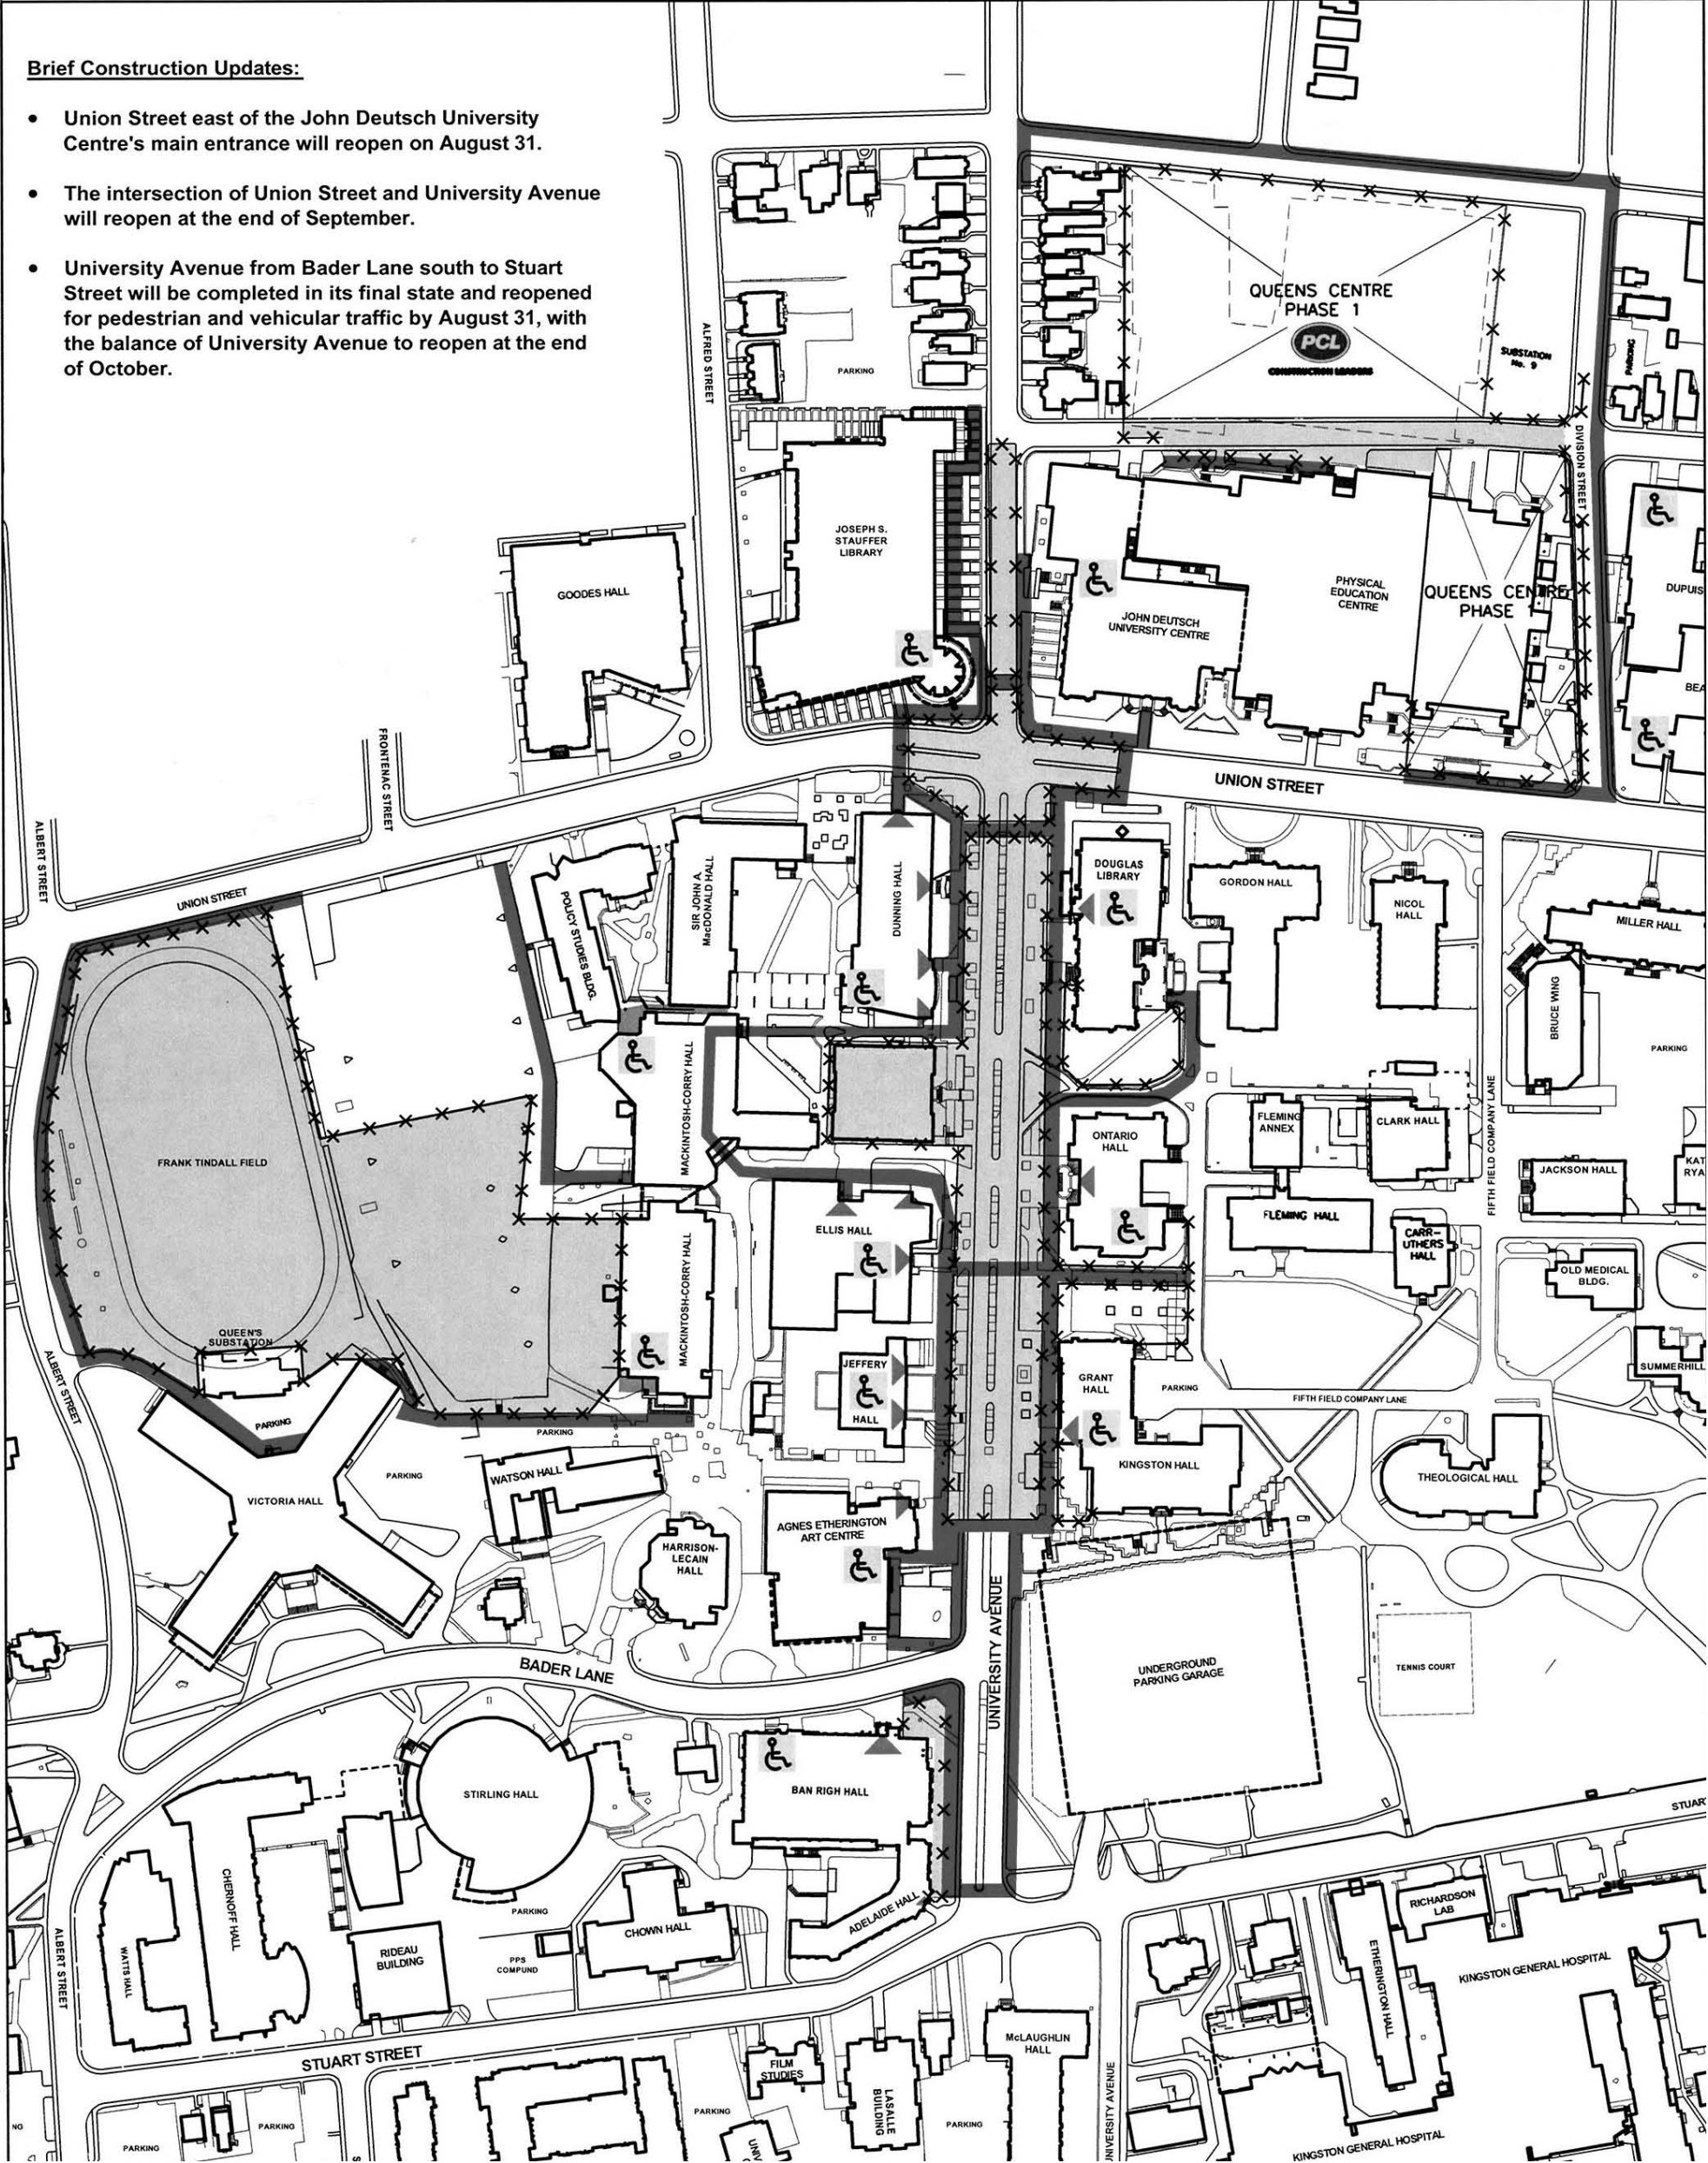 Brief Construction Updates:
• Union Street east of the John Deutsch University
Centre's main entrance will reopen on August 31.
• The intersection of Union Street and University Avenue
will reopen at the end of September.
• University Avenue from Bader Lane south to Stuart
Street will be completed in its final state and reopened
for pedestrian and vehicular traffic by August 31, with
the balance of University Avenue to reopen at the end
of October.
ALFRED STREET
PARKING
QUEENS CENTRE
PHASE 1
PCL
CONSTRUCTION LEADERS
SUBSTATION
No. 9
PARKING
DIVISION STREET
JOSEPH S.
STAUFFER
LIBRARY
GOODES HALL
JOHN DEUTSCH
UNIVERSITY CENTRE
PHYSICAL
EDUCATION
CENTRE
QUEENS CENTRE
PHASE
DUPUIS
BEA
FRONTENAC STREET
UNION STREET
ALBERT STREET
UNION STREET
POLICY STUDIES BLDG.
SIR JOHN A.
MacDONALD HALL
DUNNING HALL
DOUGLAS
LIBRARY
GORDON HALL
NICOL
HALL
MILLER HALL
BRUCE WING
PARKING
MACKINTOSH-CORRY HALL
FIFTH FIELD COMPANY LANE
FLEMING
ANNEX
CLARK HALL
ONTARIO
HALL
FRANK TINDALL FIELD
JACKSON HALL
KAT
RYA
FLEMING HALL
CARR-
UTHERS
HALL
ELLIS HALL
MACKINTOSH-CORRY HALL
OLD MEDICAL
BLDG.
QUEEN'S
SUBSTATION
SUMMERHILL
ALBERT STREET
JEFFERY
HALL
GRANT
HALL
PARKING
FIFTH FIELD COMPANY LANE
PARKING
PARKING
PARKING
WATSON HALL
KINGSTON HALL
THEOLOGICAL HALL
VICTORIA HALL
AGNES ETHERINGTON
ART CENTRE
HARRISON-
LECAIN
HALL
UNIVERSITY AVENUE
UNDERGROUND
PARKING GARAGE
TENNIS COURT
BADER LANE
STIRLING HALL
BAN RIGH HALL
STUAR
CHERNOFF HALL
WATTS HALL
ALBERT STREET
PARKING
ADELAIDE HALL
CHOWN HALL
RIDEAU
BUILDING
PPS
COMPUND
RICHARDSON
LAB
ETHERINGTON HALL
KINGSTON GENERAL HOSPITAL
STUART STREET
McLAUGHLIN
HALL
FILM
STUDIES
LASALLE
BUILDING
UNIVERSITY AVENUE
PARKING
PARKING
PARKING
PARKING
NG
S
UNIV
KINGSTON GENERAL HOSPITAL